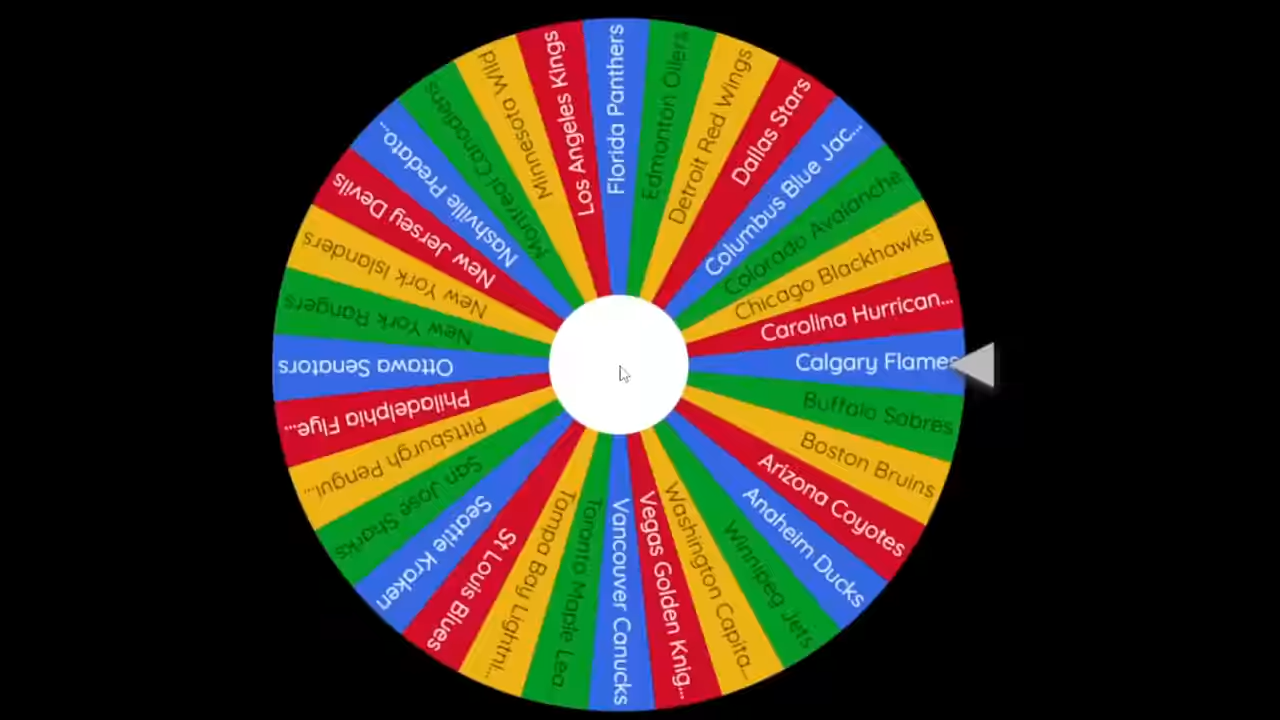 Florida Panthers
Edmonton Oilers
Detroit Red Wings
Dallas Stars
Columbus Blue Jac...
Colorado Avalanche
Chicago Blackhawks
Carolina Hurrican...
Calgary Flames
Buffalo Sabres
Boston Bruins
Arizona Coyotes
Anaheim Ducks
Winnipeg Jets
Washington Capita...
Vegas Golden Knig...
Vancouver Canucks
Toronto Maple Lea...
Tampa Bay Lightni...
St Louis Blues
Seattle Kraken
San Jose Sharks
Pittsburgh Pengui...
Philadelphia Flye...
Ottawa Senators
New York Rangers
New York Islanders
New Jersey Devils
Nashville Predato...
Montréal Canadiens
Minnesota Wild
Los Angeles Kings